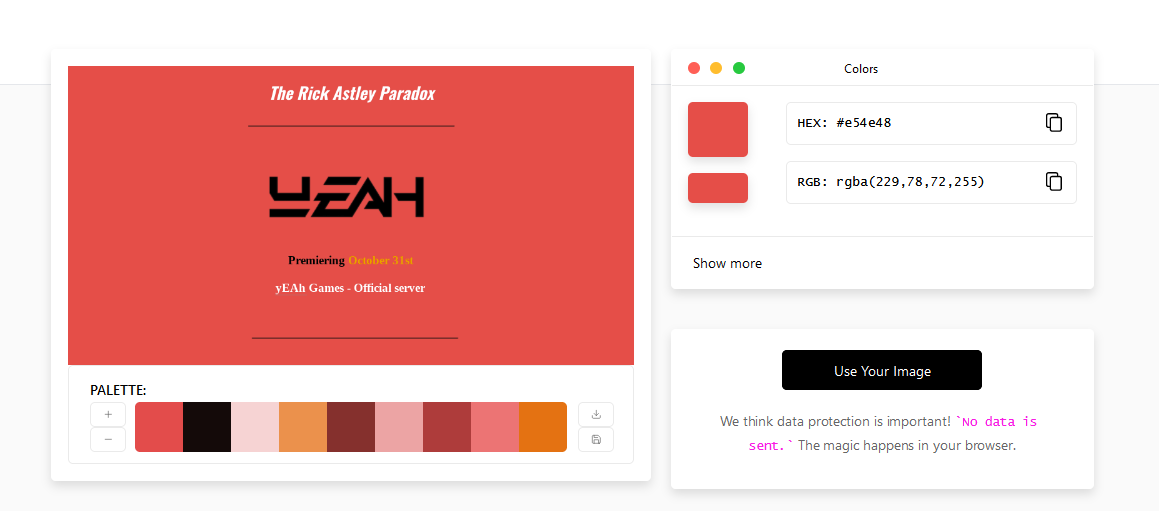 The Rick Astley Paradox
YEAH
Premiering October 31st
yEAh Games - Official server
PALETTE:
Colors
HEX: #e54e48
RGB: rgba(229,78,72,255)
Show more
Use Your Image
We think data protection is important! `No data is
sent.` The magic happens in your browser.